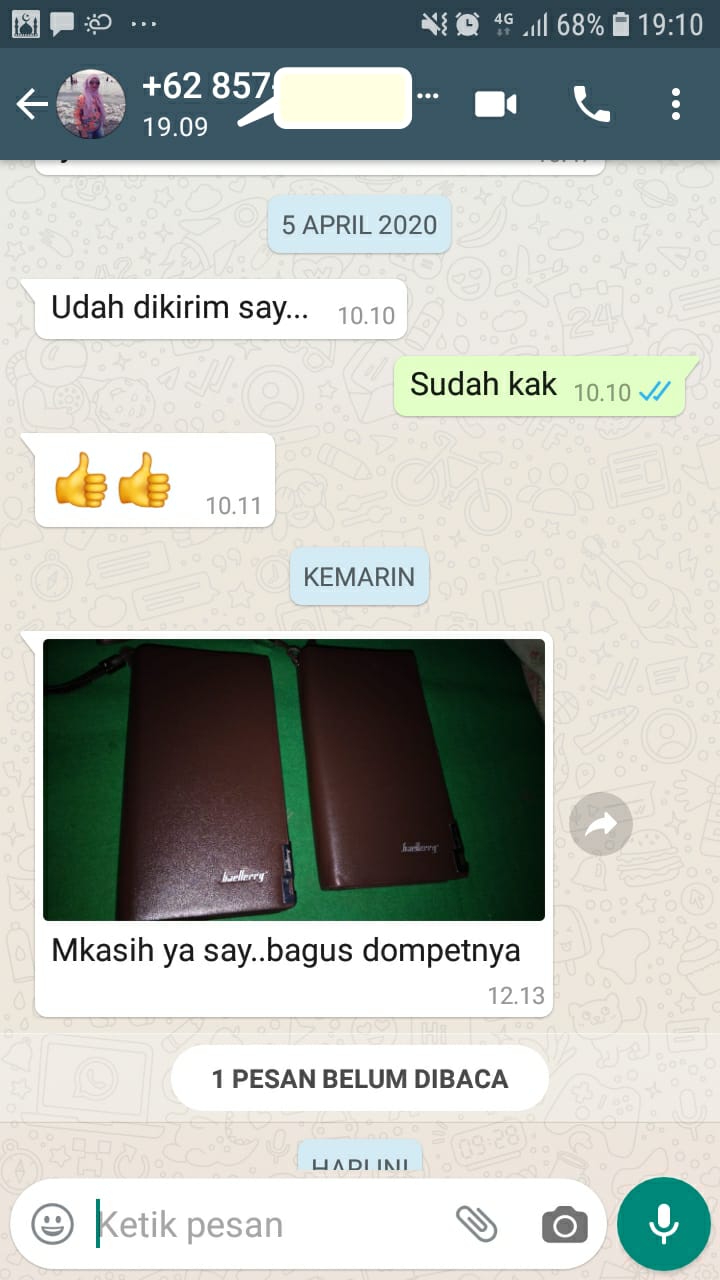 4G 68% 19:10
+62 857 ...
19.09
5 APRIL 2020
Udah dikirim say... 10.10
Sudah kak 10.10
👍👍 10.11
KEMARIN
baellerry
baellerry
Mkasih ya say..bagus dompetnya
12.13
1 PESAN BELUM DIBACA
HARI INI
Ketik pesan